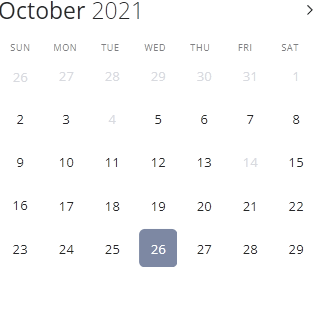 October 2021
SUN MON TUE WED THU FRI SAT
26 27 28 29 30 31 1
2 3 4 5 6 7 8
9 10 11 12 13 14 15
16 17 18 19 20 21 22
23 24 25 26 27 28 29